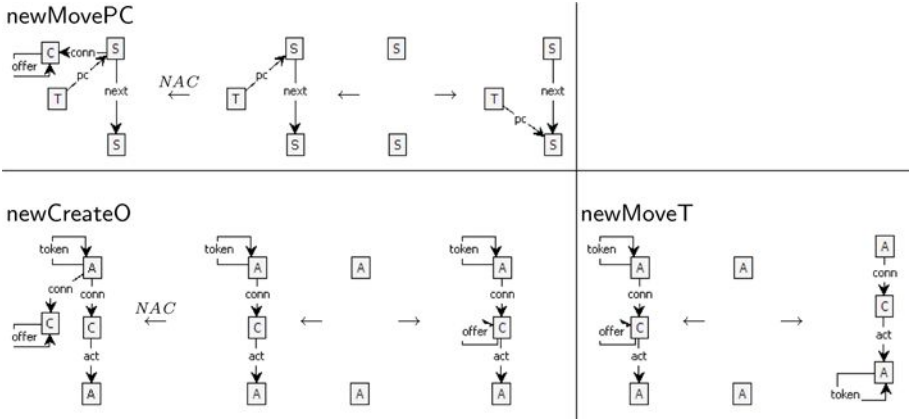 newMovePC
C conn S S S S
offer
pc NAC pc
T T T
next next next
pc
S S S S
newCreateO newMoveT
token token token token A
A A A A A A
conn conn conn conn conn conn
C
C C NAC C C C
offer offer offer
act act act act act
A
A A A A A A
token